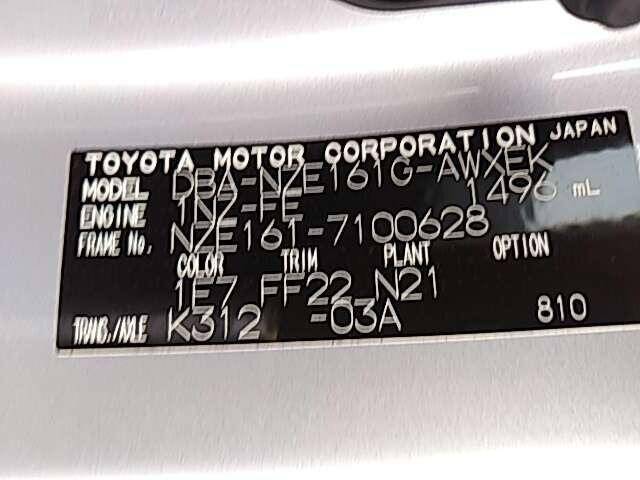 TOYOTA MOTOR CORPORATION JAPAN
MODEL DBA-NZE161G-AWXEK
ENGINE 1NZ-FE 1496 mL
FRAME No. NZE161-7100628
COLOR TRIM PLANT OPTION
1E7 FF22 N21
TRANS./AXLE K312 -03A 810